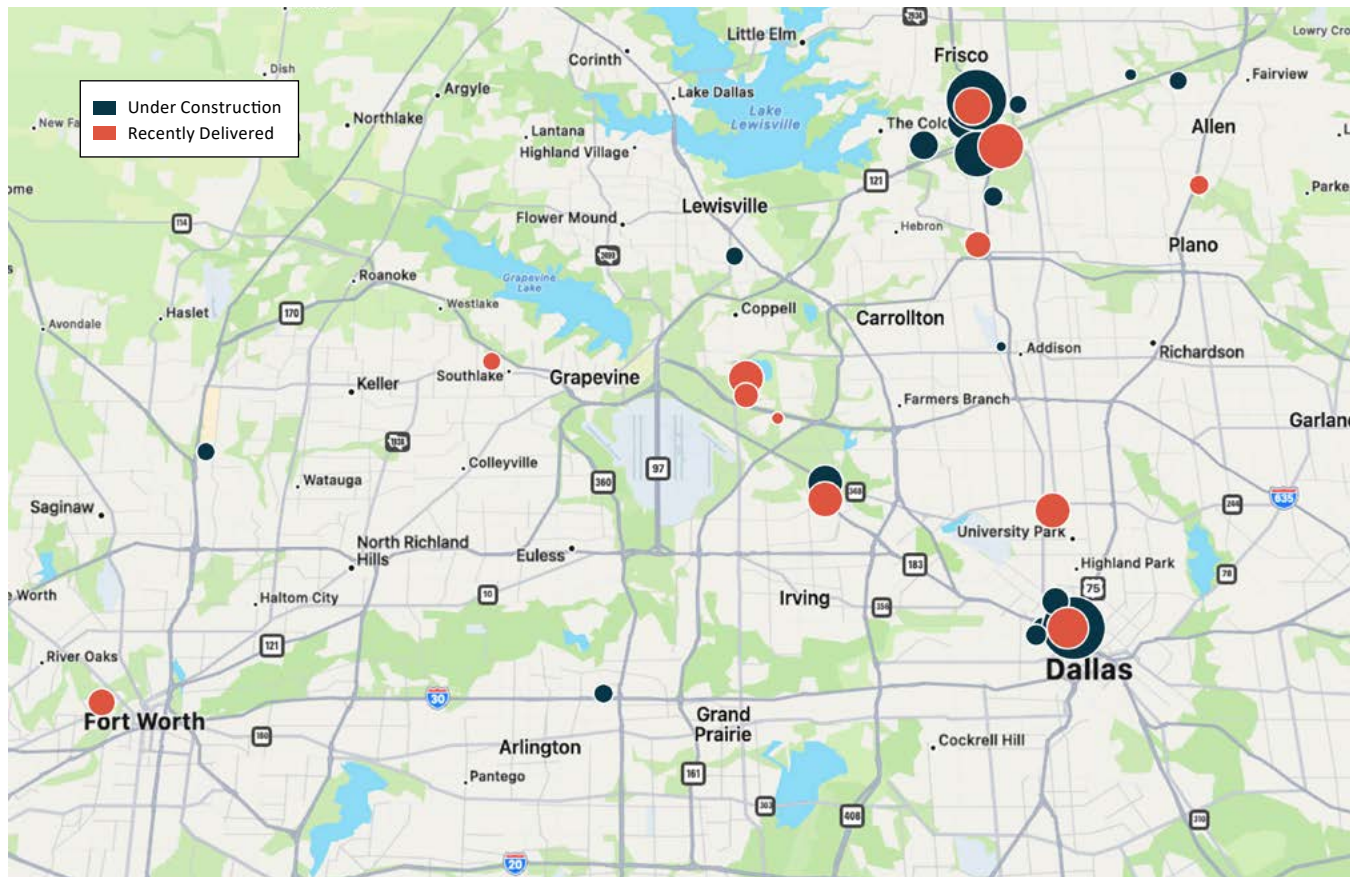 Little Elm
Frisco
Lowry Cro
Corinth
Dish
Fairview
Argyle
Lake Dallas
Under Construction
Recently Delivered
Lake
Lewisville
New Fa
Northlake
Lantana
The Colo
Allen
Highland Village
121
Parke
Lewisville
114
Flower Mound
Hebron
Plano
Roanoke
Grapevine
Lake
Westlake
Coppell
Haslet
170
Carrollton
Avondale
Addison
Richardson
Southlake
Grapevine
Keller
Farmers Branch
Garland
1938
Colleyville
97
Watauga
360
348
635
Saginaw
University Park
North Richland
Hills
Euless
Highland Park
183
78
75
e Worth
Haltom City
10
Irving
356
121
River Oaks
Dallas
30
Fort Worth
Grand
Prairie
180
Arlington
Cockrell Hill
Pantego
161
303
408
310
20